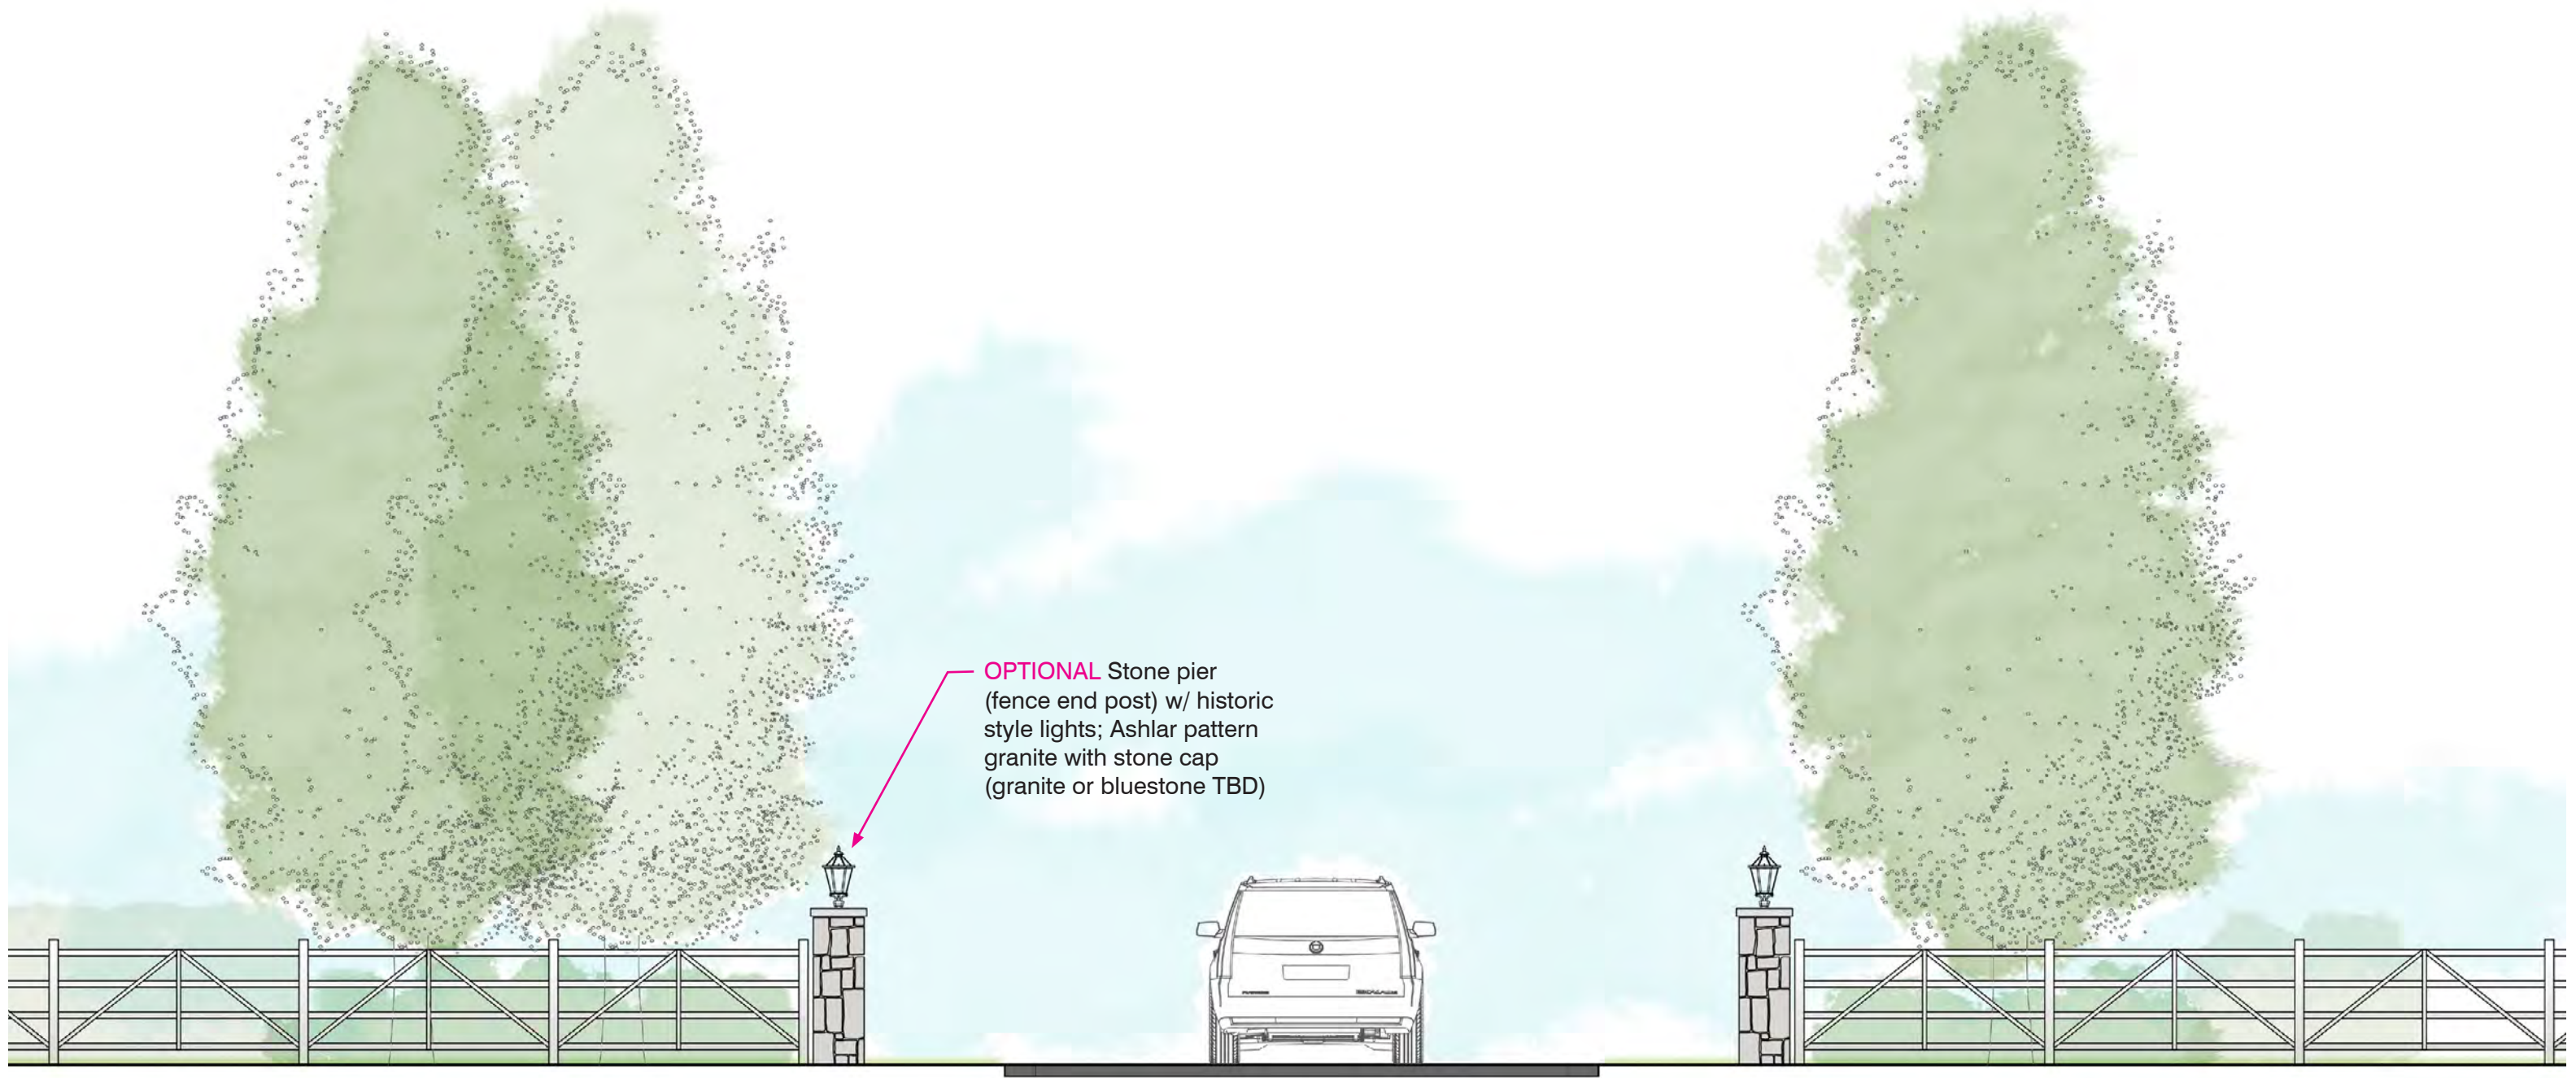 OPTIONAL Stone pier
(fence end post) w/ historic
style lights; Ashlar pattern
granite with stone cap
(granite or bluestone TBD)